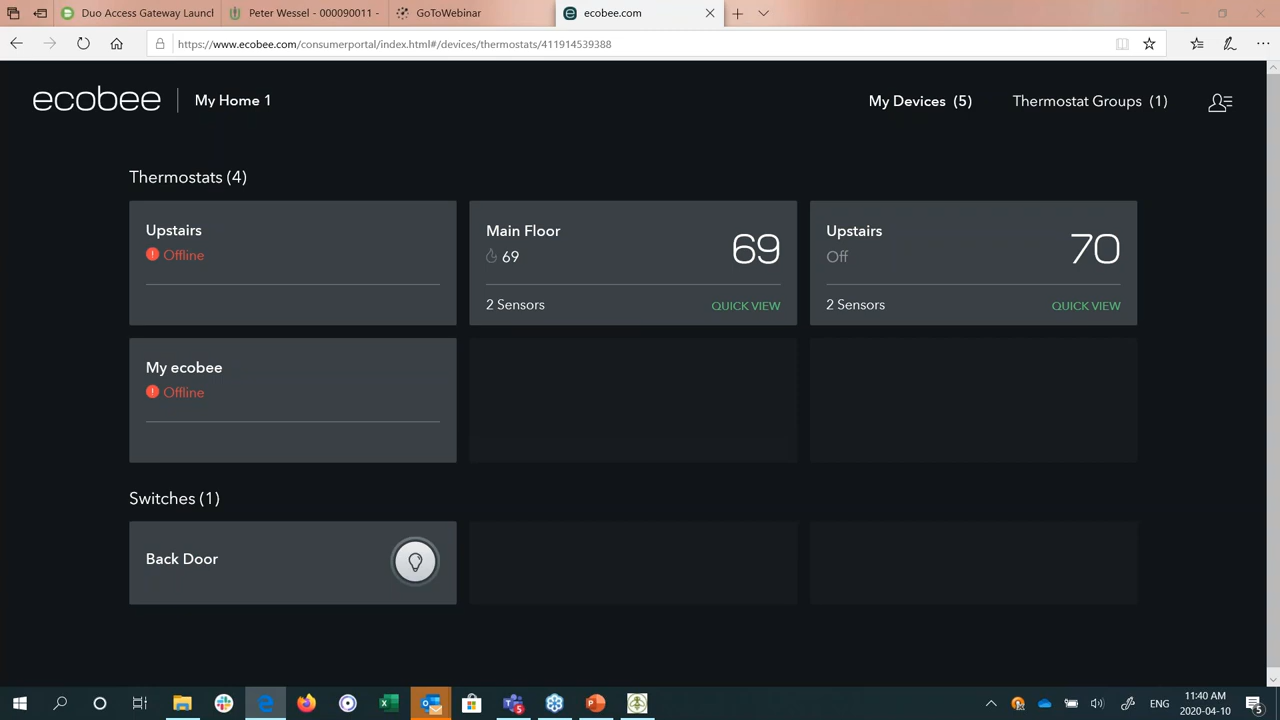 Duo Access Gateway Launcl
Peter Wessel - 000090011 -
GoToWebinar
ecobee.com
https://www.ecobee.com/consumerportal/index.html#/devices/thermostats/411914539388
ecobee | My Home 1
My Devices (5)
Thermostat Groups (1)
Thermostats (4)
Upstairs
Offline
Main Floor
69
69
2 Sensors
QUICK VIEW
Upstairs
Off
70
2 Sensors
QUICK VIEW
My ecobee
Offline
Switches (1)
Back Door
ENG
11:40 AM
2020-04-10
5
5